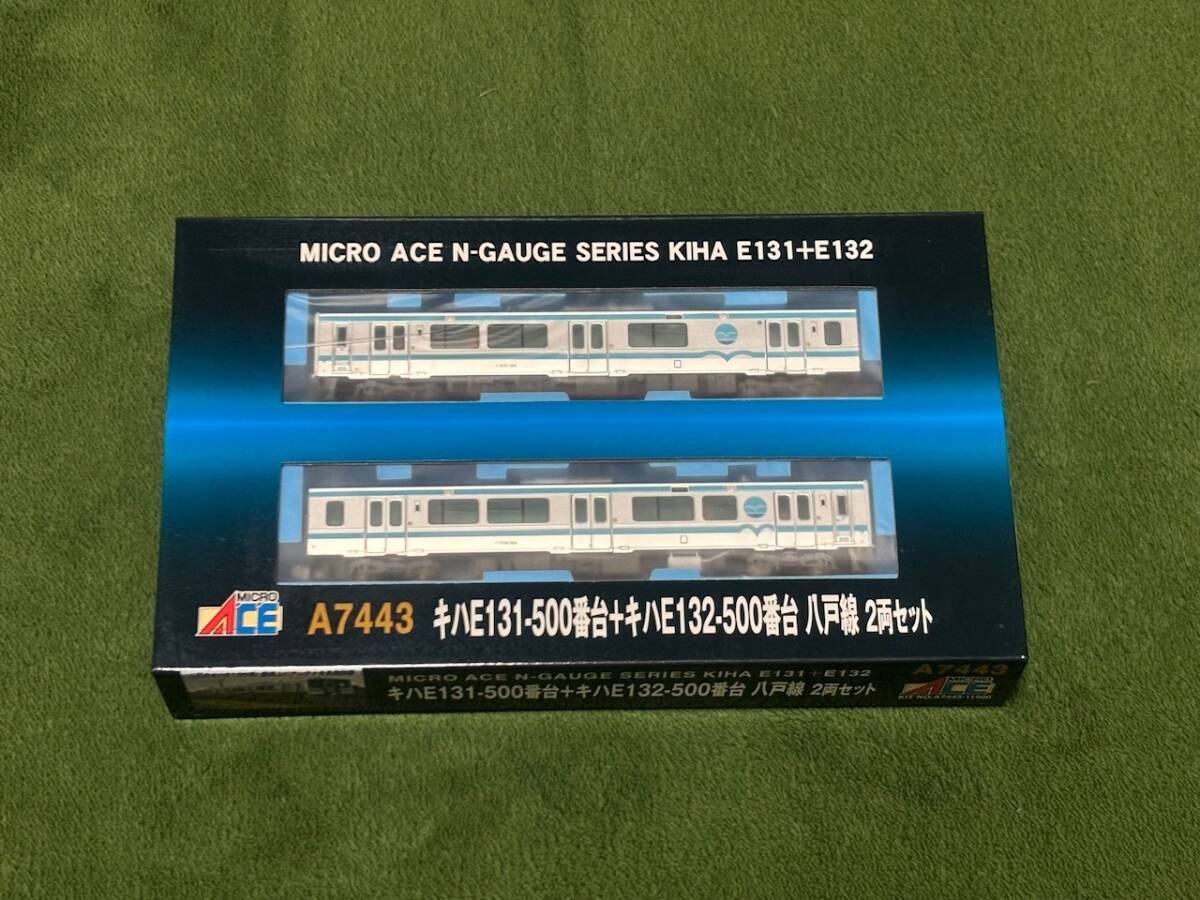 MICRO ACE N-GAUGE SERIES KIHA E131+E132
MICRO
ACE
A7443 キハE131-500番台+キハE132-500番台 八戸線 2両セット
MICRO ACE N-GAUGE SERIES KIHA E131+E132
キハE131-500番台+キハE132-500番台 八戸線 2両セット
A7443
MICRO
ACE
KIT NO.A7443-11900